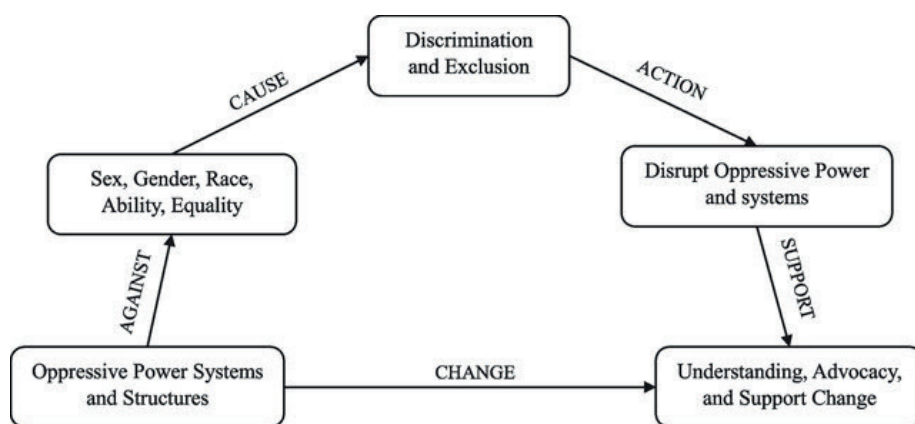 Discrimination
and Exclusion
CAUSE
ACTION
Sex, Gender, Race,
Ability, Equality
Disrupt Oppressive Power
and systems
AGAINST
SUPPORT
Oppressive Power Systems
and Structures
CHANGE
Understanding, Advocacy,
and Support Change